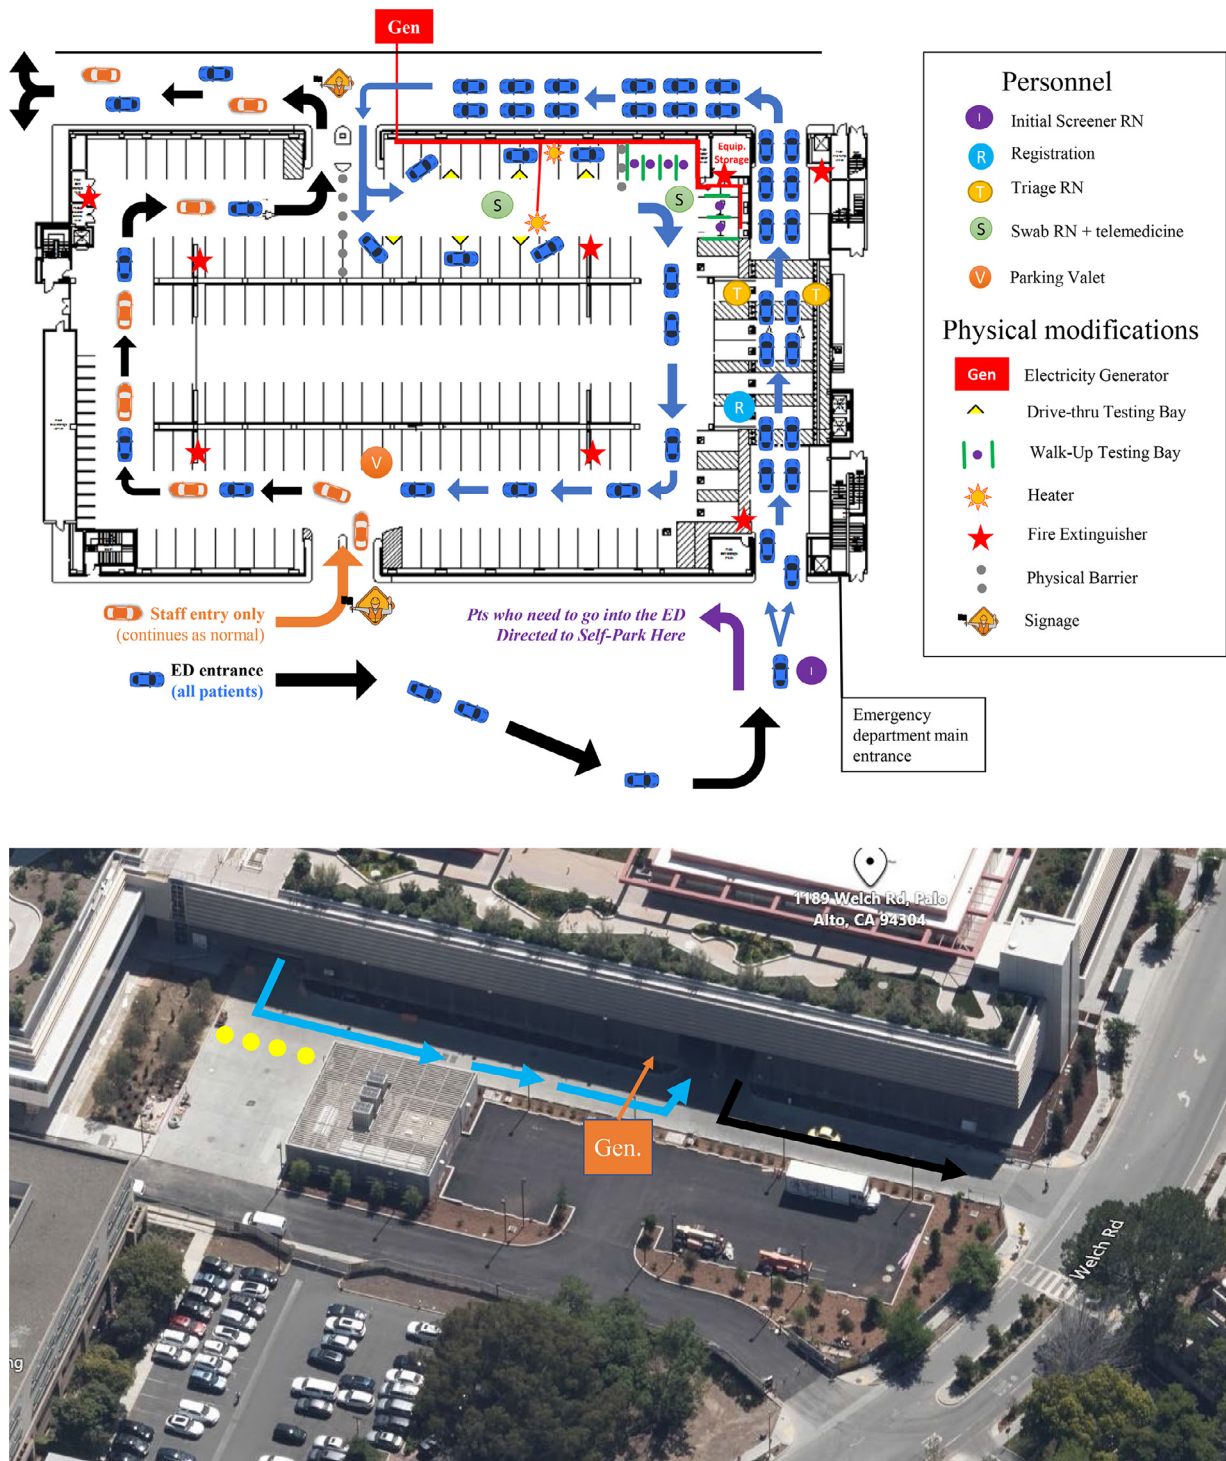 Gen
Equip.
Storage
S
S
T
T
R
V
Staff entry only
(continues as normal)
ED entrance
(all patients)
Pts who need to go into the ED
Directed to Self-Park Here
I
Emergency
department main
entrance
Personnel
I Initial Screener RN
R Registration
T Triage RN
S Swab RN + telemedicine
V Parking Valet
Physical modifications
Gen Electricity Generator
Drive-thru Testing Bay
Walk-Up Testing Bay
Heater
Fire Extinguisher
Physical Barrier
Signage
1189 Welch Rd, Palo
Alto, CA 94304
Gen.
Welch Rd
ng